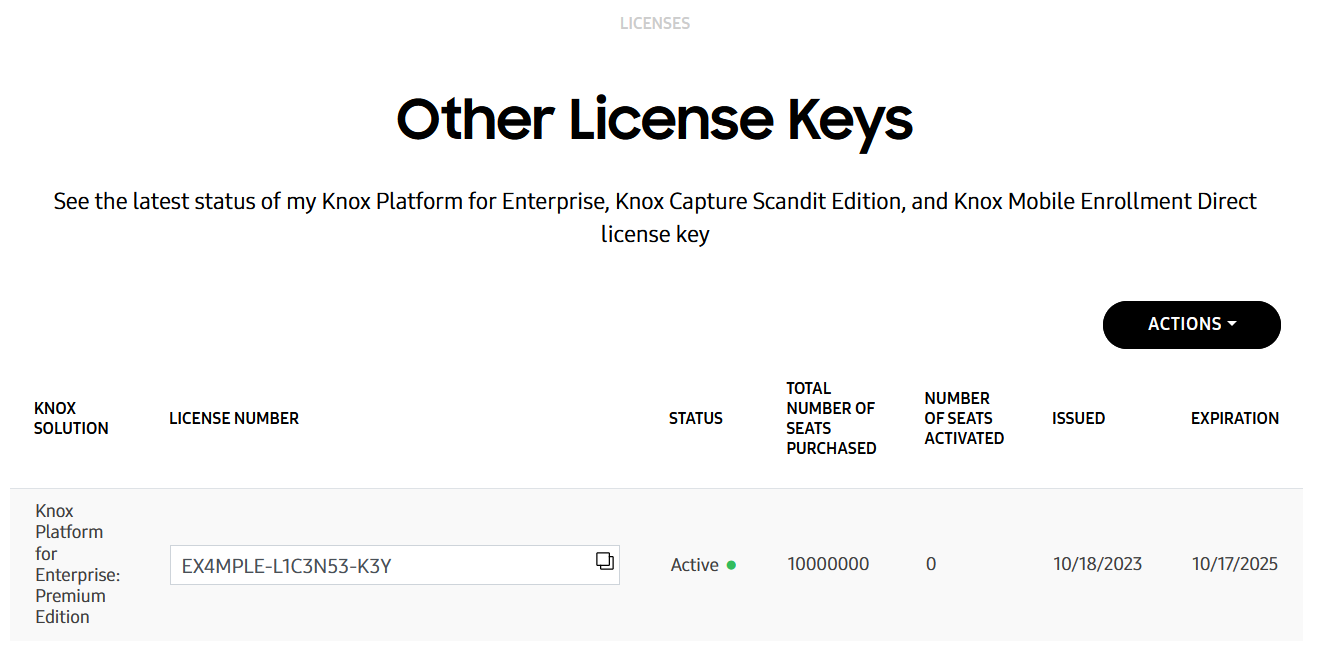 LICENSES
Other License Keys
See the latest status of my Knox Platform for Enterprise, Knox Capture Scandit Edition, and Knox Mobile Enrollment Direct
license key
ACTIONS
KNOX
SOLUTION
LICENSE NUMBER
STATUS
TOTAL
NUMBER OF
SEATS
PURCHASED
NUMBER
OF SEATS
ACTIVATED
ISSUED
EXPIRATION
Knox
Platform
for
Enterprise:
Premium
Edition
EX4MPLE-L1C3N53-K3Y
Active
10000000
0
10/18/2023
10/17/2025